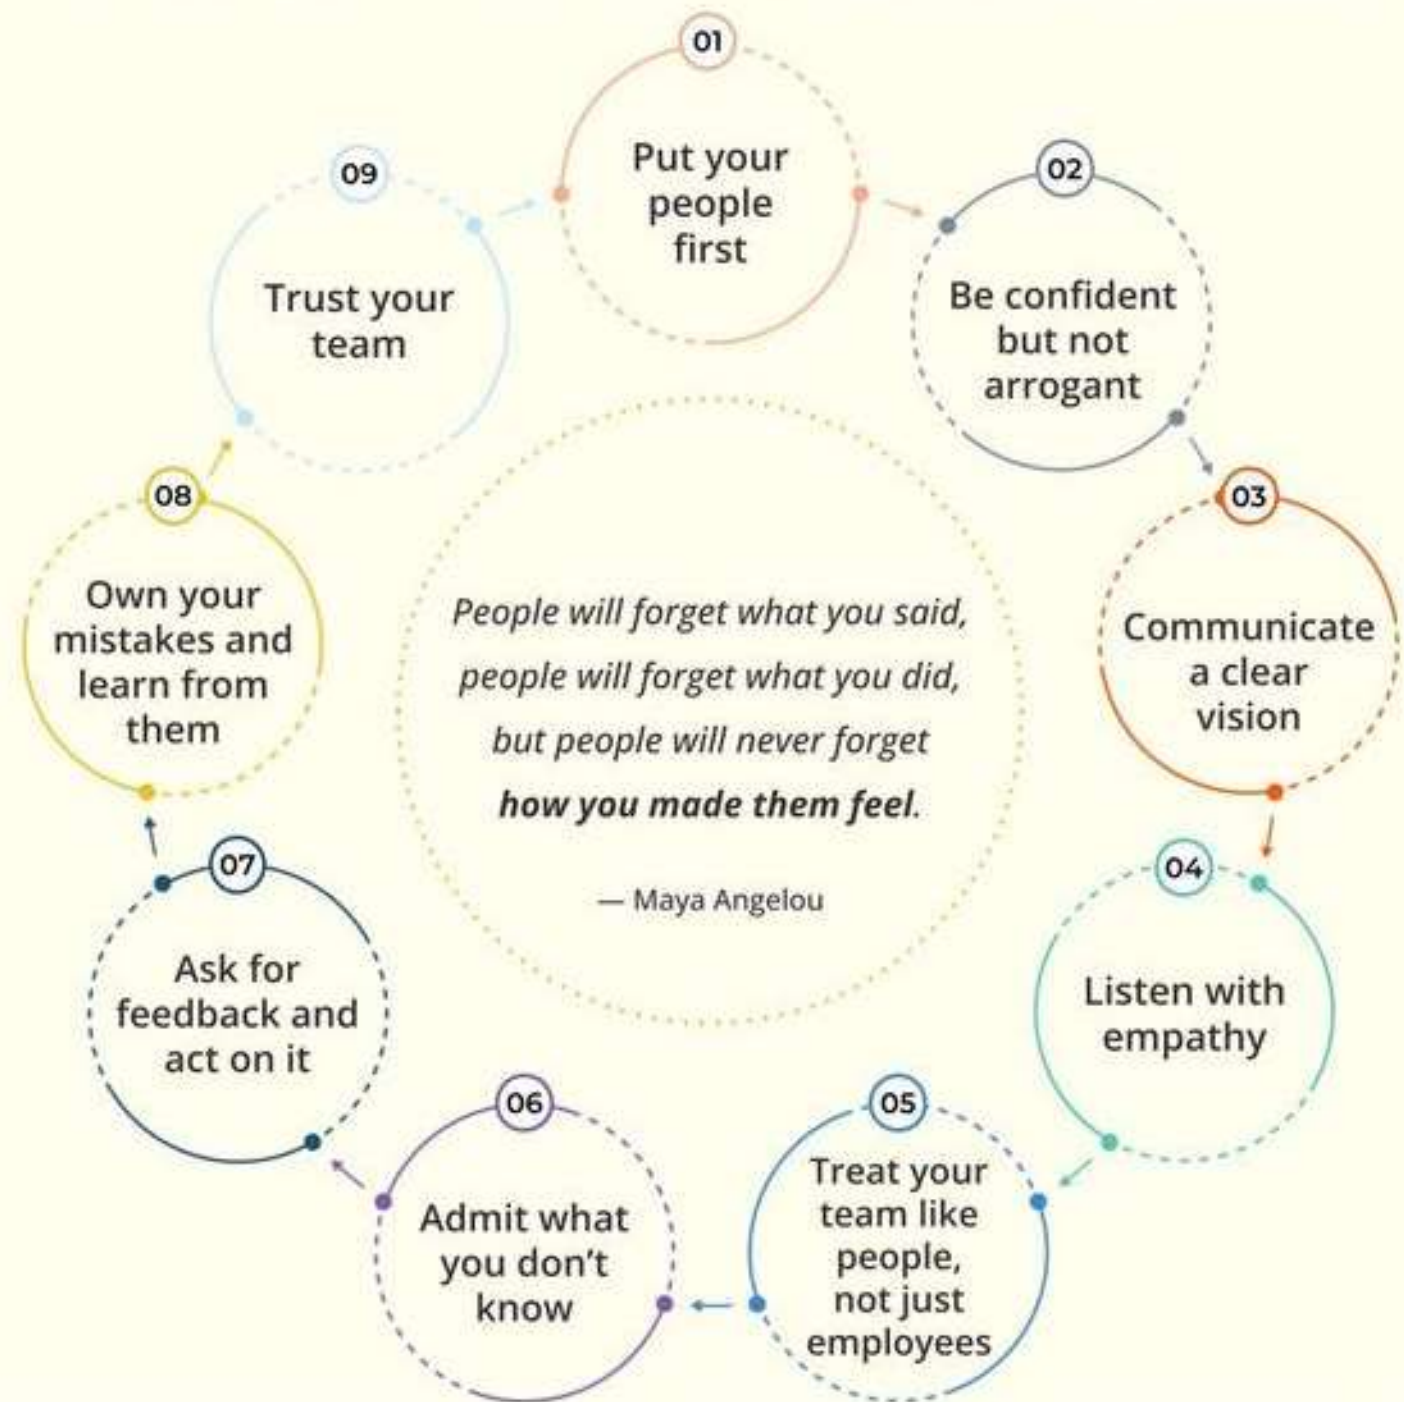 01
Put your
people
first
02
Be confident
but not
arrogant
03
Communicate
a clear
vision
04
Listen with
empathy
05
Treat your
team like
people,
not just
employees
06
Admit what
you don't
know
07
Ask for
feedback and
act on it
08
Own your
mistakes and
learn from
them
09
Trust your
team
People will forget what you said,
people will forget what you did,
but people will never forget
how you made them feel.
— Maya Angelou